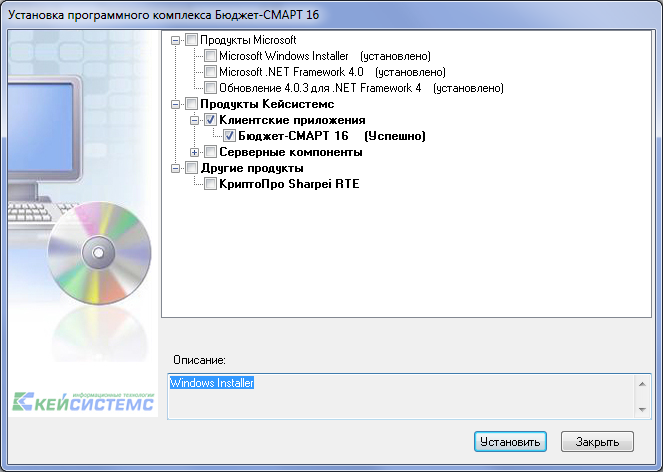 Установка программного комплекса Бюджет-СМАРТ 16
Продукты Microsoft
Microsoft Windows Installer (установлено)
Microsoft .NET Framework 4.0 (установлено)
Обновление 4.0.3 для .NET Framework 4 (установлено)
Продукты Кейсистемс
Клиентские приложения
Бюджет-СМАРТ 16 (Успешно)
Серверные компоненты
Другие продукты
КриптоПро Sharpei RTE
Описание:
Windows Installer
информационные технологии
КЕЙСИСТЕМС
Установить Закрыть